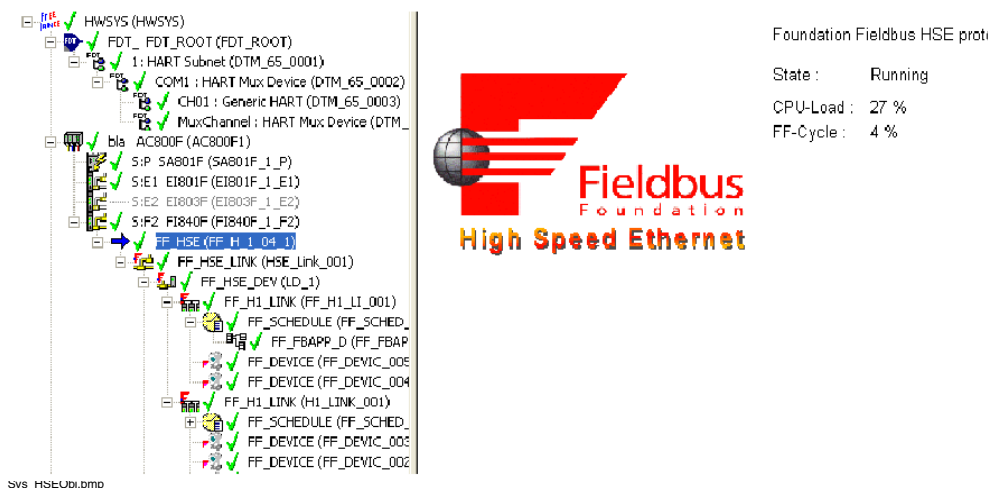 HWSYS (HWSYS)
FDT_ FDT_ROOT (FDT_ROOT)
1: HART Subnet (DTM_65_0001)
COM1 : HART Mux Device (DTM_65_0002)
CH01 : Generic HART (DTM_65_0003)
MuxChannel : HART Mux Device (DTM_
bla AC800F (AC800F1)
S:P SA801F (SA801F_1_P)
S:E1 EI801F (EI801F_1_E1)
S:E2 EI803F (EI803F_1_E2)
S:F2 FI840F (FI840F_1_F2)
FF_HSE (FF_H_1_04_1)
FF_HSE_LINK (HSE_Link_001)
FF_HSE_DEV (LD_1)
FF_H1_LINK (FF_H1_LI_001)
FF_SCHEDULE (FF_SCHED_
FF_FBAPP_D (FF_FBAP
FF_DEVICE (FF_DEVIC_005
FF_DEVICE (FF_DEVIC_004
FF_H1_LINK (H1_LINK_001)
FF_SCHEDULE (FF_SCHED_
FF_DEVICE (FF_DEVIC_003
FF_DEVICE (FF_DEVIC_002
Fieldbus
Foundation
High Speed Ethernet
Foundation Fieldbus HSE prot
State : Running
CPU-Load : 27 %
FF-Cycle : 4 %
Sys_HSEObj.bmp